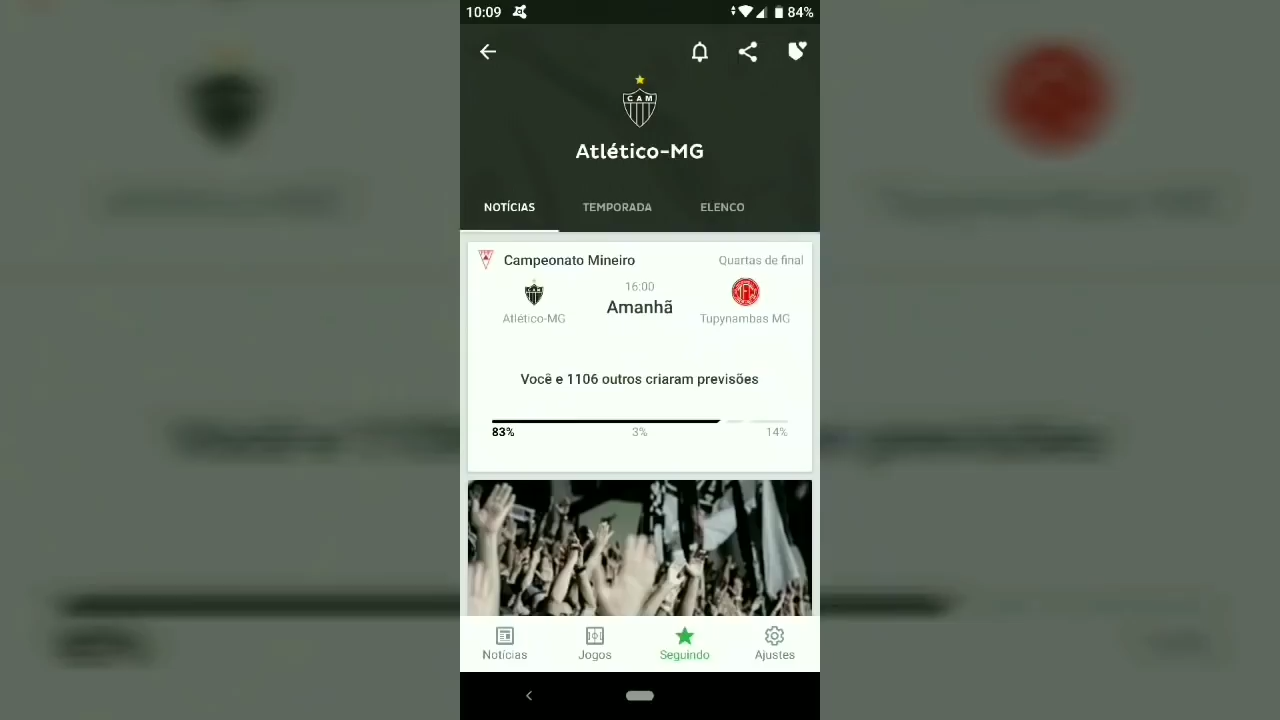 10:09 84%
CAM
Atlético-MG
NOTÍCIAS TEMPORADA ELENCO
Campeonato Mineiro Quartas de final
16:00
Amanhã
Atlético-MG Tupynambas MG
Você e 1106 outros criaram previsões
83% 3% 14%
Notícias Jogos Seguindo Ajustes